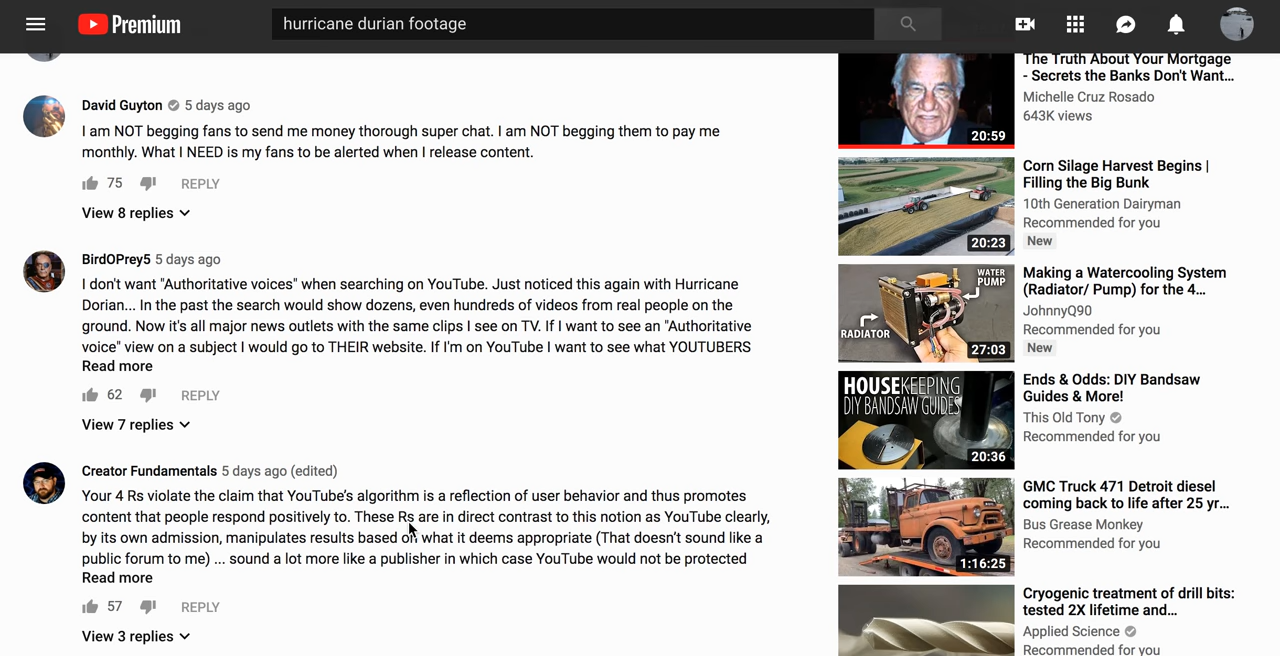 Premium
hurricane durian footage
David Guyton 5 days ago
I am NOT begging fans to send me money thorough super chat. I am NOT begging them to pay me
monthly. What I NEED is my fans to be alerted when I release content.
75 REPLY
View 8 replies
BirdOPrey5 5 days ago
I don't want "Authoritative voices" when searching on YouTube. Just noticed this again with Hurricane
Dorian... In the past the search would show dozens, even hundreds of videos from real people on the
ground. Now it's all major news outlets with the same clips I see on TV. If I want to see an "Authoritative
voice" view on a subject I would go to THEIR website. If I'm on YouTube I want to see what YOUTUBERS
Read more
62 REPLY
View 7 replies
Creator Fundamentals 5 days ago (edited)
Your 4 Rs violate the claim that YouTube's algorithm is a reflection of user behavior and thus promotes
content that people respond positively to. These Rs are in direct contrast to this notion as YouTube clearly,
by its own admission, manipulates results based on what it deems appropriate (That doesn't sound like a
public forum to me) ... sound a lot more like a publisher in which case YouTube would not be protected
Read more
57 REPLY
View 3 replies
20:59
The Truth About Your Mortgage
- Secrets the Banks Don't Want...
Michelle Cruz Rosado
643K views
20:23
Corn Silage Harvest Begins |
Filling the Big Bunk
10th Generation Dairyman
Recommended for you
New
WATER
PUMP
RADIATOR
27:03
Making a Watercooling System
(Radiator/ Pump) for the 4...
JohnnyQ90
Recommended for you
New
HOUSEKEEPING
DIY BANDSAW GUIDES
20:36
Ends & Odds: DIY Bandsaw
Guides & More!
This Old Tony
Recommended for you
1:16:25
GMC Truck 471 Detroit diesel
coming back to life after 25 yr...
Bus Grease Monkey
Recommended for you
Cryogenic treatment of drill bits:
tested 2X lifetime and...
Applied Science
Recommended for you